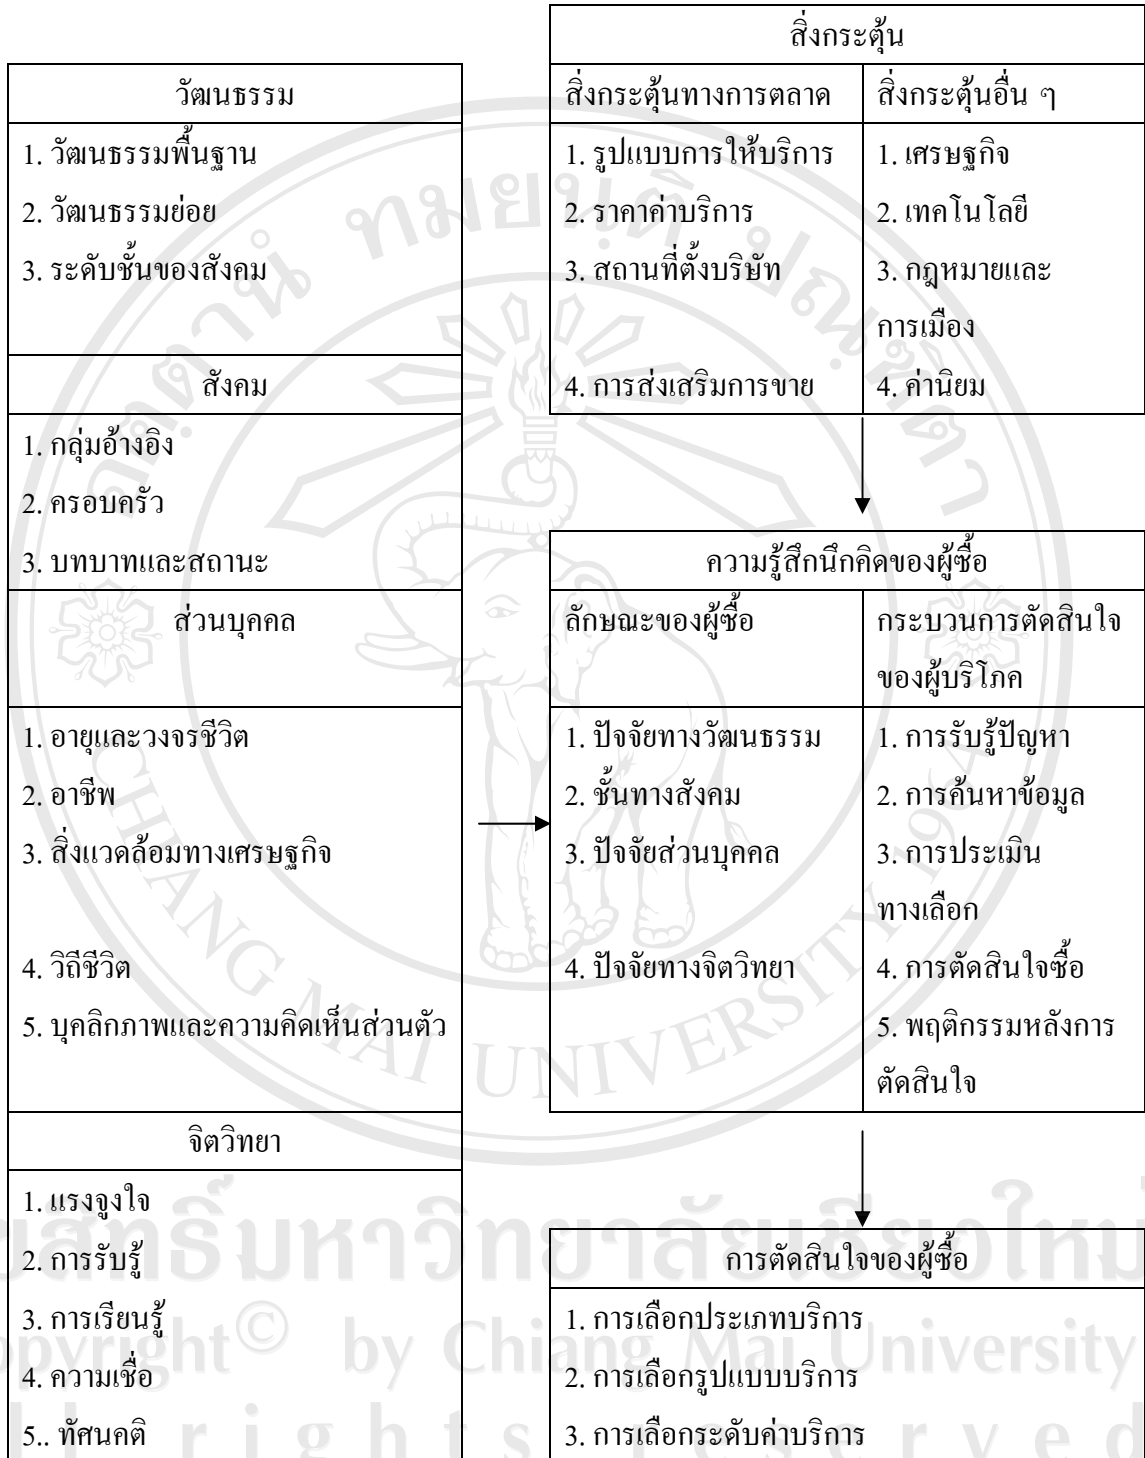 วัฒนธรรม
1. วัฒนธรรมพื้นฐาน
2. วัฒนธรรมย่อย
3. ระดับชั้นของสังคม
สังคม
1. กลุ่มอ้างอิง
2. ครอบครัว
3. บทบาทและสถานะ
ส่วนบุคคล
1. อายุและวงจรชีวิต
2. อาชีพ
3. สิ่งแวดล้อมทางเศรษฐกิจ
4. วิถีชีวิต
5. บุคลิกภาพและความคิดเห็นส่วนตัว
จิตวิทยา
1. แรงจูงใจ
2. การรับรู้
3. การเรียนรู้
4. ความเชื่อ
5.. ทัศนคติ
สิ่งกระตุ้น
สิ่งกระตุ้นทางการตลาด
1. รูปแบบการให้บริการ
2. ราคาค่าบริการ
3. สถานที่ตั้งบริษัท
4. การส่งเสริมการขาย
สิ่งกระตุ้นอื่น ๆ
1. เศรษฐกิจ
2. เทคโนโลยี
3. กฎหมายและ
การเมือง
4. ค่านิยม
ความรู้สึกนึกคิดของผู้ซื้อ
ลักษณะของผู้ซื้อ
1. ปัจจัยทางวัฒนธรรม
2. ชั้นทางสังคม
3. ปัจจัยส่วนบุคคล
4. ปัจจัยทางจิตวิทยา
กระบวนการตัดสินใจ
ของผู้บริโภค
1. การรับรู้ปัญหา
2. การค้นหาข้อมูล
3. การประเมิน
ทางเลือก
4. การตัดสินใจซื้อ
5. พฤติกรรมหลังการ
ตัดสินใจ
การตัดสินใจของผู้ซื้อ
1. การเลือกประเภทบริการ
2. การเลือกรูปแบบบริการ
3. การเลือกระดับค่าบริการ
CHIANG MAI UNIVERSITY 1964
มหาวิทยาลัยเชียงใหม่
© by Chiang Mai University
rights reserved